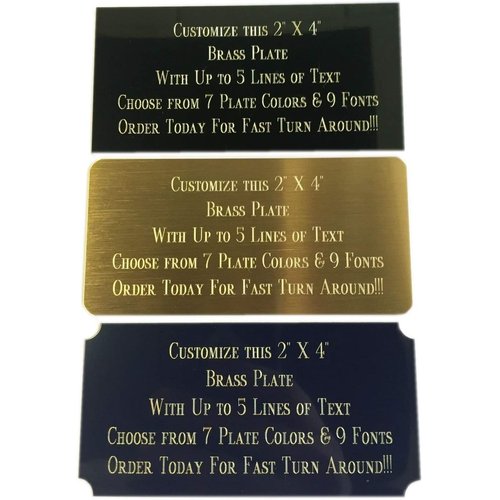 Customize this 2" X 4"
Brass Plate
With Up to 5 Lines of Text
Choose from 7 Plate Colors & 9 Fonts
Order Today For Fast Turn Around!!!
Customize this 2" X 4"
Brass Plate
With Up to 5 Lines of Text
Choose from 7 Plate Colors & 9 Fonts
Order Today For Fast Turn Around!!!
Customize this 2" X 4"
Brass Plate
With Up to 5 Lines of Text
Choose from 7 Plate Colors & 9 Fonts
Order Today For Fast Turn Around!!!